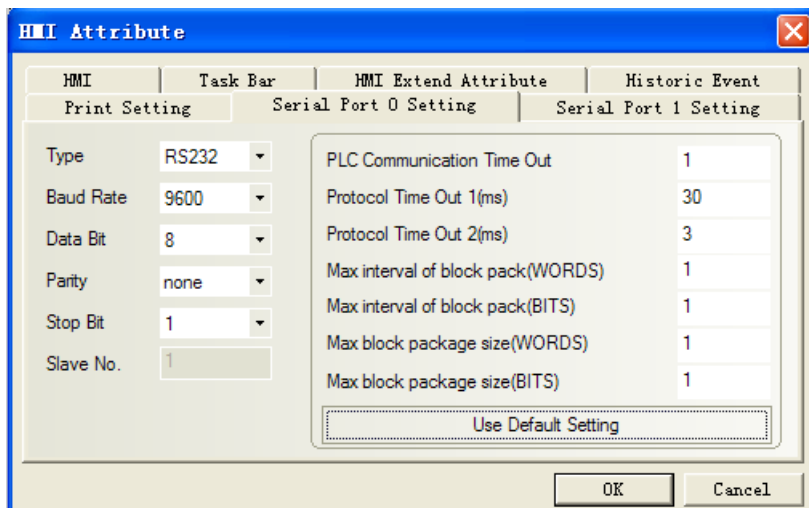 HMI Attribute
HMI
Task Bar
HMI Extend Attribute
Historic Event
Print Setting
Serial Port 0 Setting
Serial Port 1 Setting
Type RS232
Baud Rate 9600
Data Bit 8
Parity none
Stop Bit 1
Slave No. 1
PLC Communication Time Out 1
Protocol Time Out 1(ms) 30
Protocol Time Out 2(ms) 3
Max interval of block pack(WORDS) 1
Max interval of block pack(BITS) 1
Max block package size(WORDS) 1
Max block package size(BITS) 1
Use Default Setting
OK
Cancel